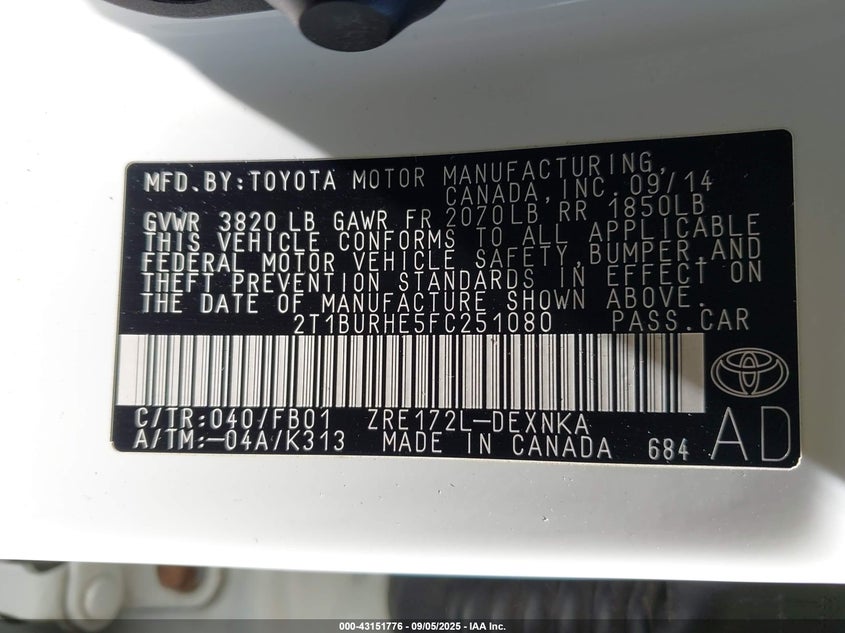 MFD.BY:TOYOTA MOTOR MANUFACTURING,
CANADA, INC. 09/14
GVWR 3820 LB GAWR FR 2070LB RR 1850LB
THIS VEHICLE CONFORMS TO ALL APPLICABLE
FEDERAL MOTOR VEHICLE SAFETY,BUMPER,AND
THEFT PREVENTION STANDARDS IN EFFECT ON
THE DATE OF MANUFACTURE SHOWN ABOVE.
2T1BURHE5FC251080 PASS.CAR
C/TR:040/FB01 ZRE172L-DEXNKA
A/TM:-04A/K313 MADE IN CANADA 684 AD
000-43151776 - 09/05/2025 - IAA Inc.